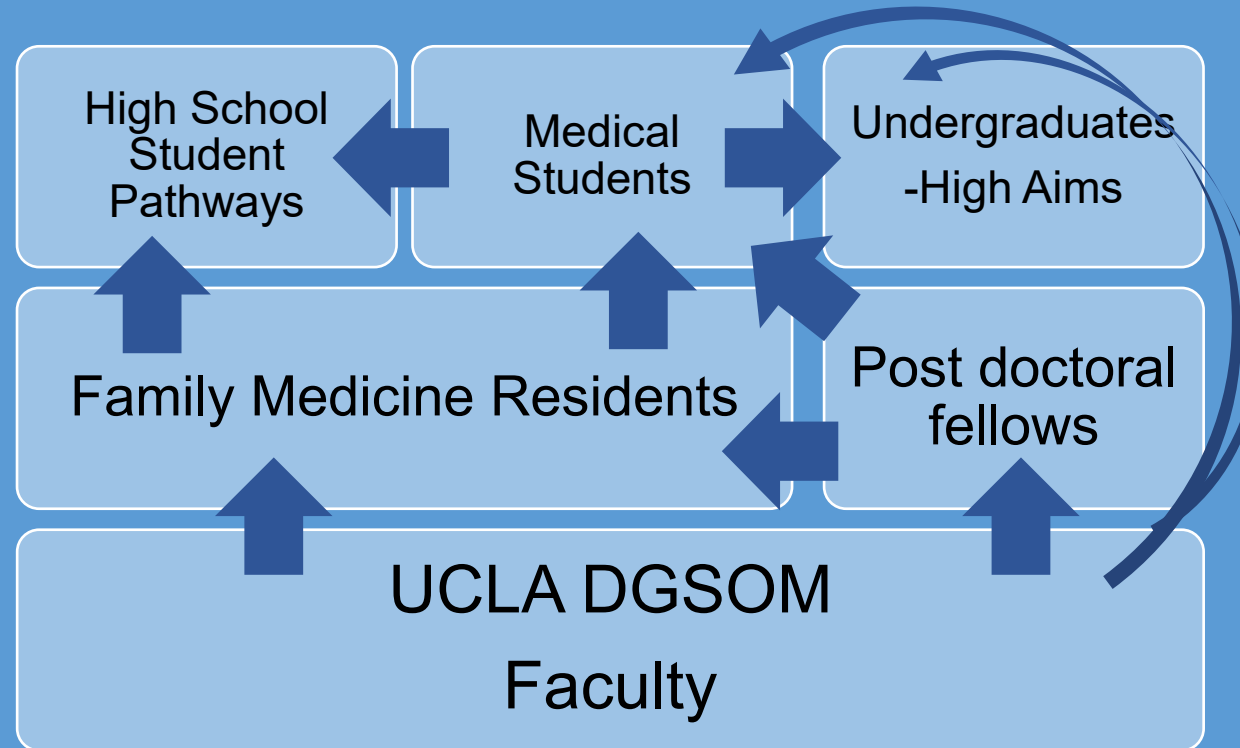 High School
Student
Pathways
Medical
Students
Undergraduates
-High Aims
Family Medicine Residents
Post doctoral
fellows
UCLA DGSOM
Faculty